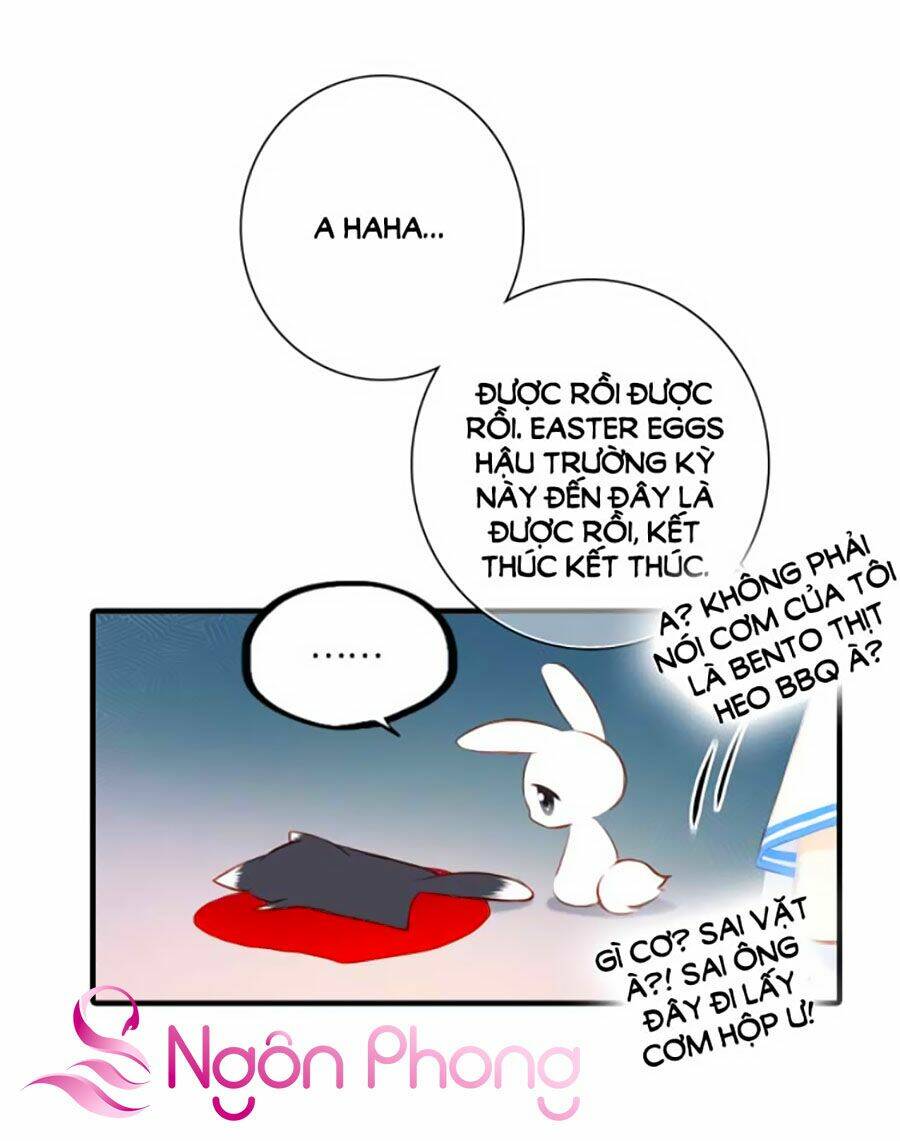 A HAHA...
ĐƯỢC RỒI ĐƯỢC
RỒI. EASTER EGGS
HẬU TRƯỜNG KỲ
NÀY ĐẾN ĐÂY LÀ
ĐƯỢC RỒI, KẾT
THÚC KẾT THÚC.
A? KHÔNG PHẢI
NÓI CƠM CỦA TÔI
LÀ BENTO THỊT
HEO BBQ À?
......
GÌ CƠ? SAI VẶT
À?! SAI ÔNG
ĐÂY ĐI LẤY
CƠM HỘP Ư!
Ngôn Phong